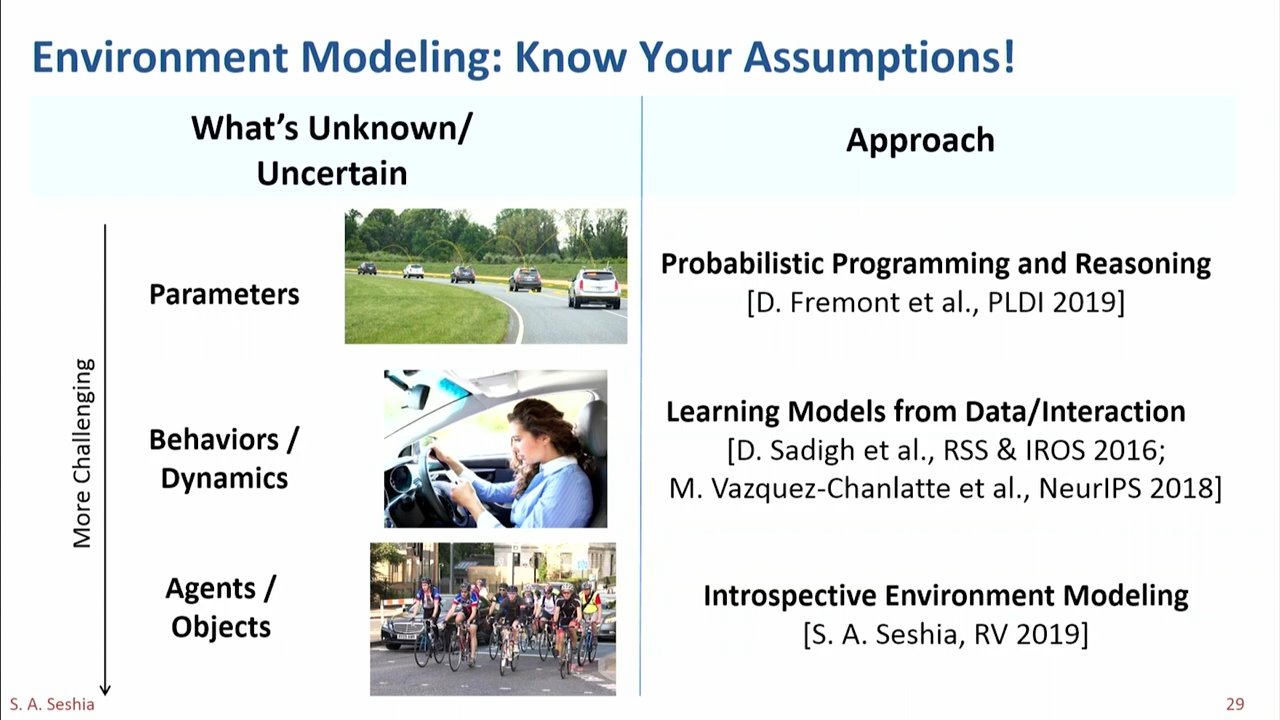 Environment Modeling: Know Your Assumptions!
What's Unknown/
Uncertain
Approach
More Challenging
Parameters
Probabilistic Programming and Reasoning
[D. Fremont et al., PLDI 2019]
Behaviors /
Dynamics
Learning Models from Data/Interaction
[D. Sadigh et al., RSS & IROS 2016;
M. Vazquez-Chanlatte et al., NeurIPS 2018]
Agents /
Objects
Introspective Environment Modeling
[S. A. Seshia, RV 2019]
S. A. Seshia
29